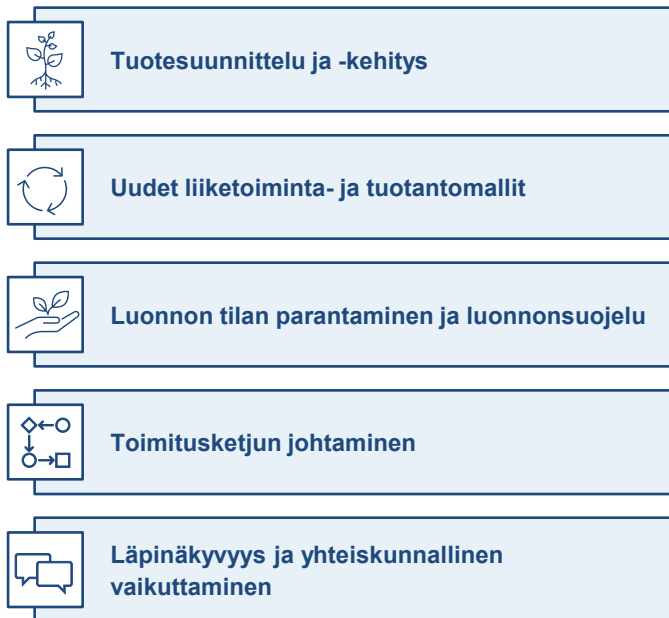 Tuotesuunnittelu ja -kehitys
Uudet liiketoiminta- ja tuotantomallit
Luonnon tilan parantaminen ja luonnonsuojelu
Toimitusketjun johtaminen
Läpinäkyvyys ja yhteiskunnallinen
vaikuttaminen